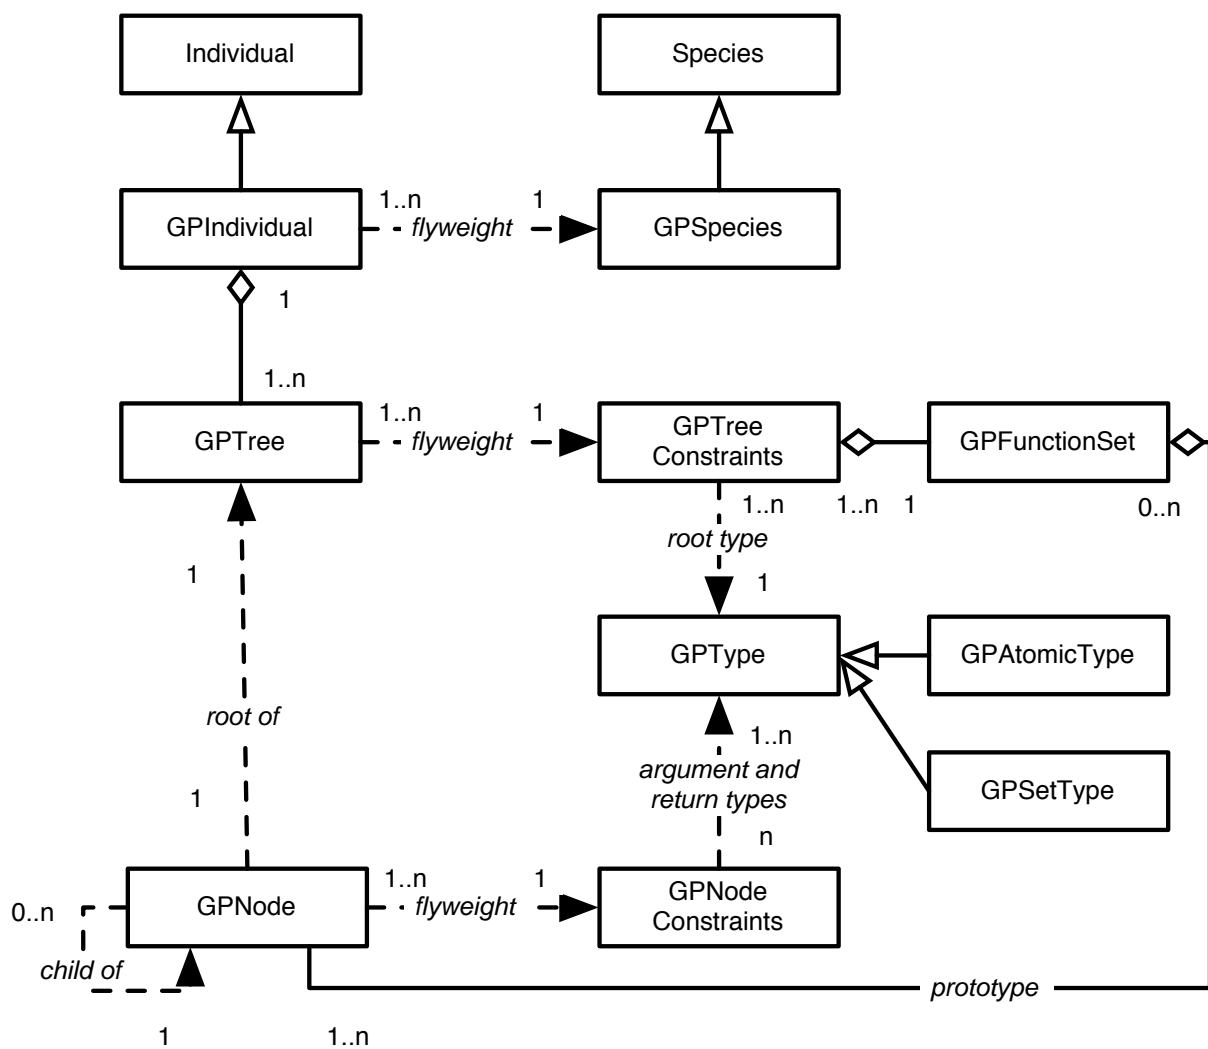 Individual
Species
1..n
1
GPIndividual
flyweight
GPSpecies
1
1..n
1..n
1
GPTree
flyweight
GPTree
Constraints
GPFunctionSet
1..n
1..n
1
0..n
root type
1
1
GPType
GPAtomicType
root of
1..n
argument and
return types
GPSetType
1
n
1..n
1
0..n
GPNode
flyweight
GPNode
Constraints
child of
prototype
1
1..n